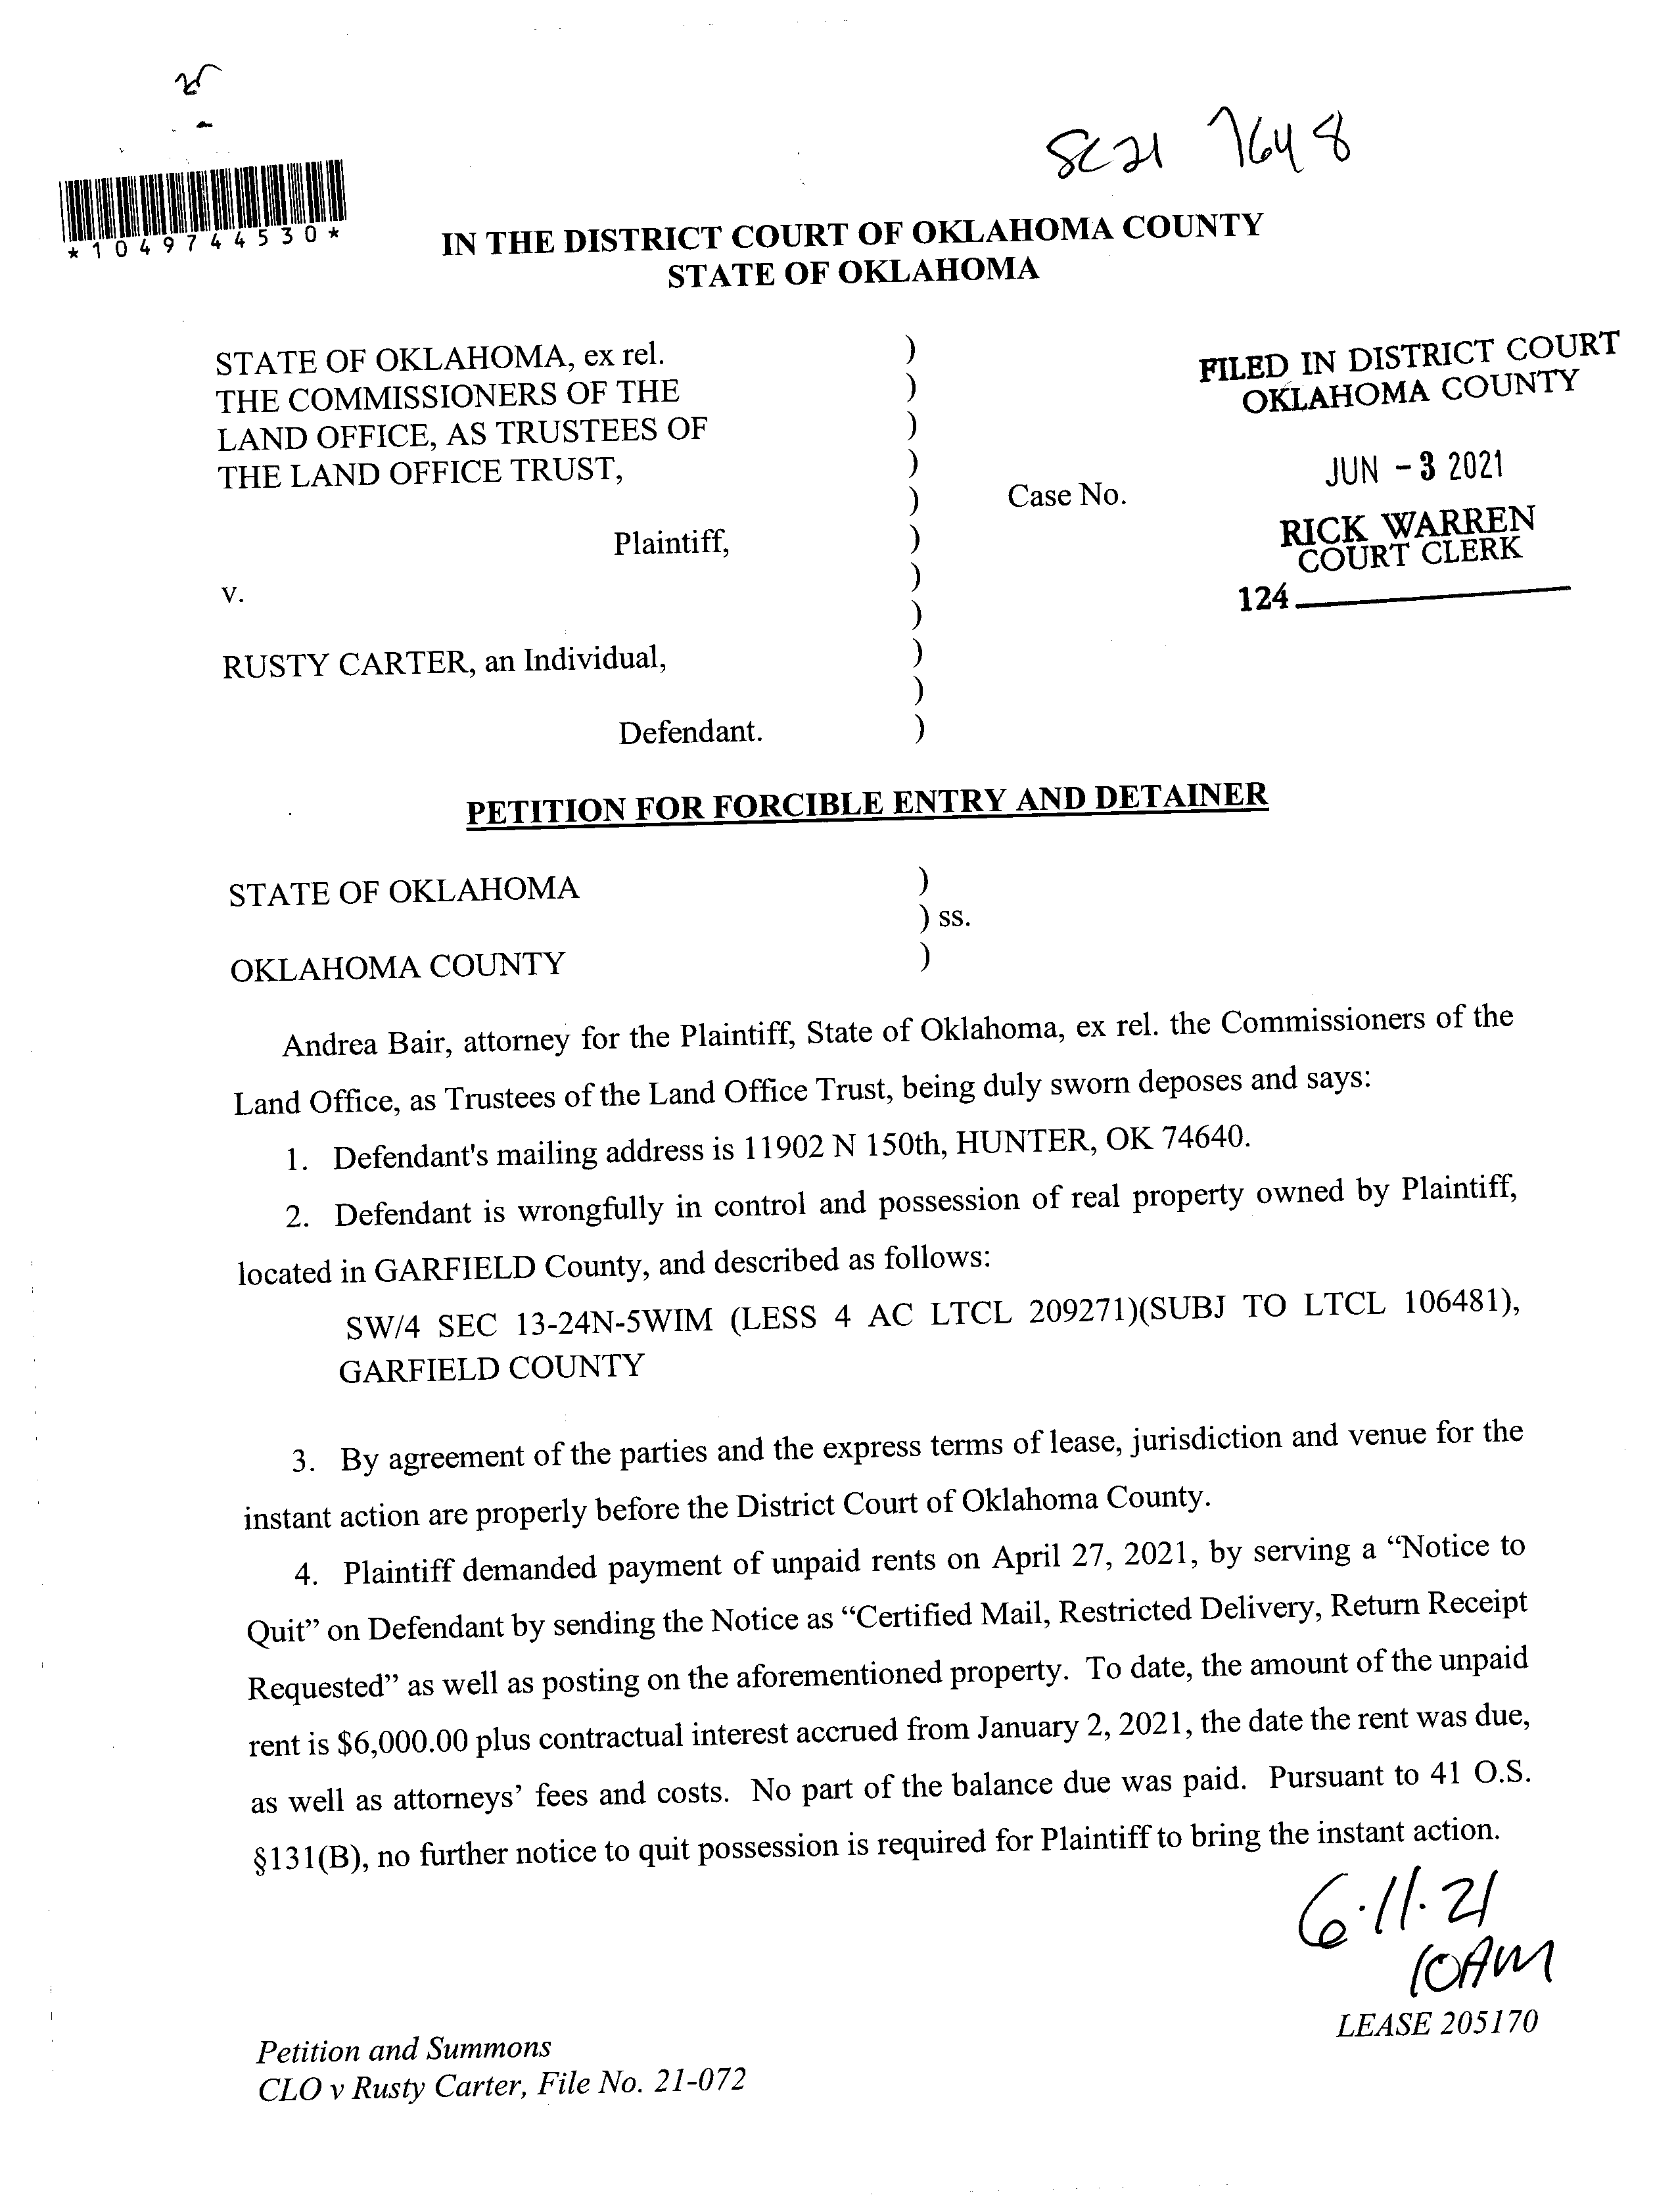 SC21 7648
*1049744530*
IN THE DISTRICT COURT OF OKLAHOMA COUNTY
STATE OF OKLAHOMA
STATE OF OKLAHOMA, ex rel. )
THE COMMISSIONERS OF THE )
LAND OFFICE, AS TRUSTEES OF )
THE LAND OFFICE TRUST, )
) Case No.
Plaintiff, )
)
v. )
RUSTY CARTER, an Individual, )
)
Defendant. )
FILED IN DISTRICT COURT
OKLAHOMA COUNTY
JUN - 3 2021
RICK WARREN
COURT CLERK
124
PETITION FOR FORCIBLE ENTRY AND DETAINER
STATE OF OKLAHOMA )
) ss.
OKLAHOMA COUNTY )
Andrea Bair, attorney for the Plaintiff, State of Oklahoma, ex rel. the Commissioners of the
Land Office, as Trustees of the Land Office Trust, being duly sworn deposes and says:
1. Defendant's mailing address is 11902 N 150th, HUNTER, OK 74640.
2. Defendant is wrongfully in control and possession of real property owned by Plaintiff,
located in GARFIELD County, and described as follows:
SW/4 SEC 13-24N-5WIM (LESS 4 AC LTCL 209271)(SUBJ TO LTCL 106481),
GARFIELD COUNTY
3. By agreement of the parties and the express terms of lease, jurisdiction and venue for the
instant action are properly before the District Court of Oklahoma County.
4. Plaintiff demanded payment of unpaid rents on April 27, 2021, by serving a “Notice to
Quit” on Defendant by sending the Notice as “Certified Mail, Restricted Delivery, Return Receipt
Requested” as well as posting on the aforementioned property. To date, the amount of the unpaid
rent is $6,000.00 plus contractual interest accrued from January 2, 2021, the date the rent was due,
as well as attorneys’ fees and costs. No part of the balance due was paid. Pursuant to 41 O.S.
§131(B), no further notice to quit possession is required for Plaintiff to bring the instant action.
6.11.21
10AM
LEASE 205170
Petition and Summons
CLO v Rusty Carter, File No. 21-072